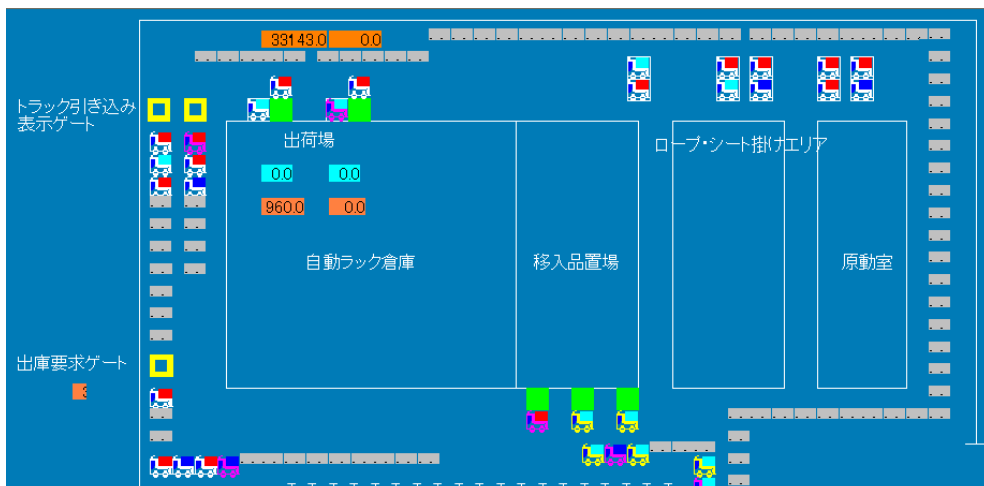 33143.0 0.0
トラック引き込み
表示ゲート
出荷場
ロープ・シート掛けエリア
0.0 0.0
960.0 0.0
自動ラック倉庫
移入品置場
原動室
出庫要求ゲート